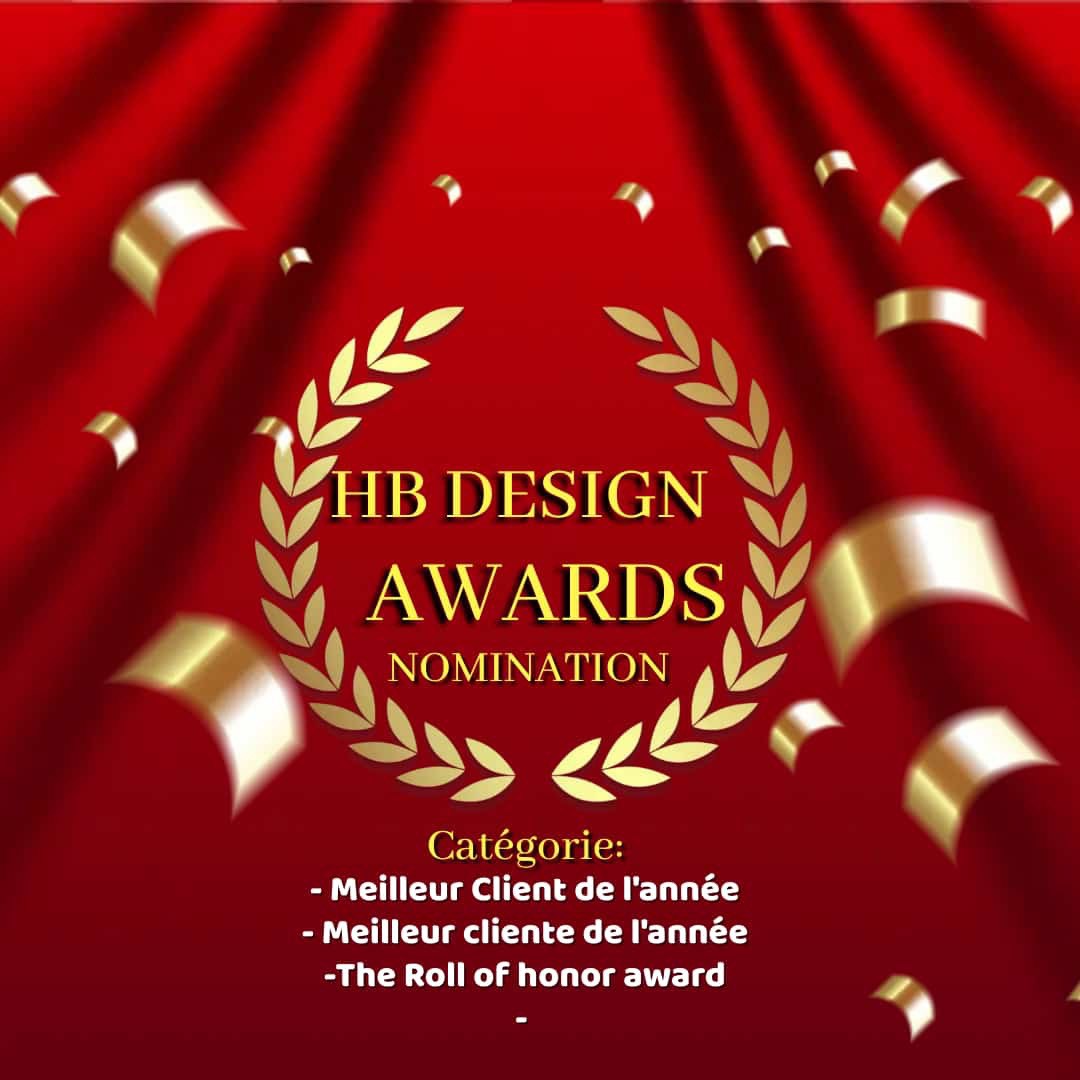 HB DESIGN
AWARDS
NOMINATION
Catégorie:
- Meilleur Client de l'année
- Meilleur cliente de l'année
-The Roll of honor award
-